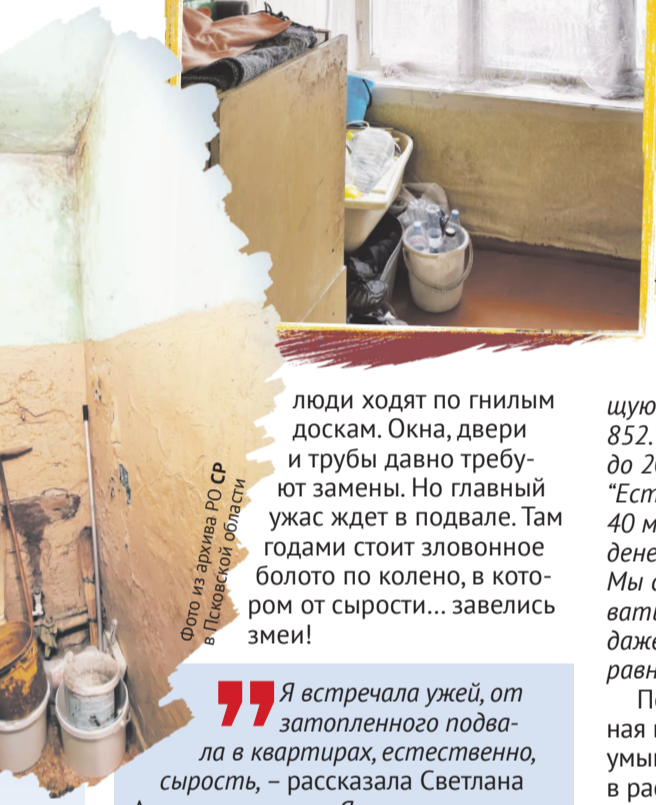 люди ходят по гнилым
доскам. Окна, двери
и трубы давно требу-
ют замены. Но главный
ужас ждет в подвале. Там
годами стоит зловонное
болото по колено, в кото-
ром от сырости... завелись
змеи!
Фото из архива РО СР
в Псковской области
❞ Я встречала ужей, от
затопленного подва-
ла в квартирах, естественно,
сырость, – рассказала Светлана
щую
852.
до 20
“Ест
40 м
дене
Мы с
вать
даже
равн
По
ная
умы
в рас